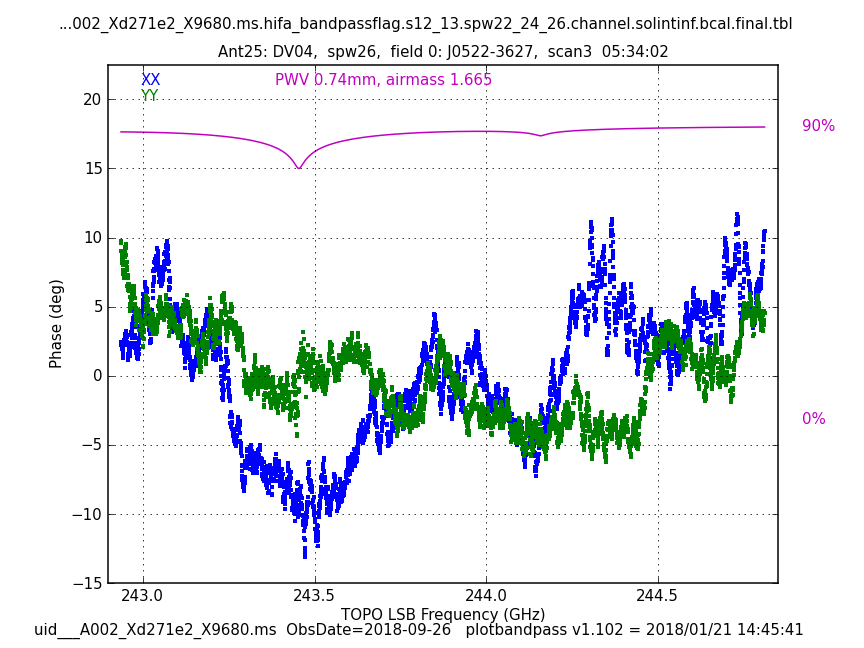 ...002_Xd271e2_X9680.ms.hifa_bandpassflag.s12_13.spw22_24_26.channel.solintinf.bcal.final.tbl
Ant25: DV04,  spw26,  field 0: J0522-3627,  scan3  05:34:02
XX
YY
PWV 0.74mm, airmass 1.665
90%
0%
20
15
10
5
0
−5
−10
−15
Phase (deg)
243.0
243.5
244.0
244.5
TOPO LSB Frequency (GHz)
uid___A002_Xd271e2_X9680.ms  ObsDate=2018-09-26   plotbandpass v1.102 = 2018/01/21 14:45:41